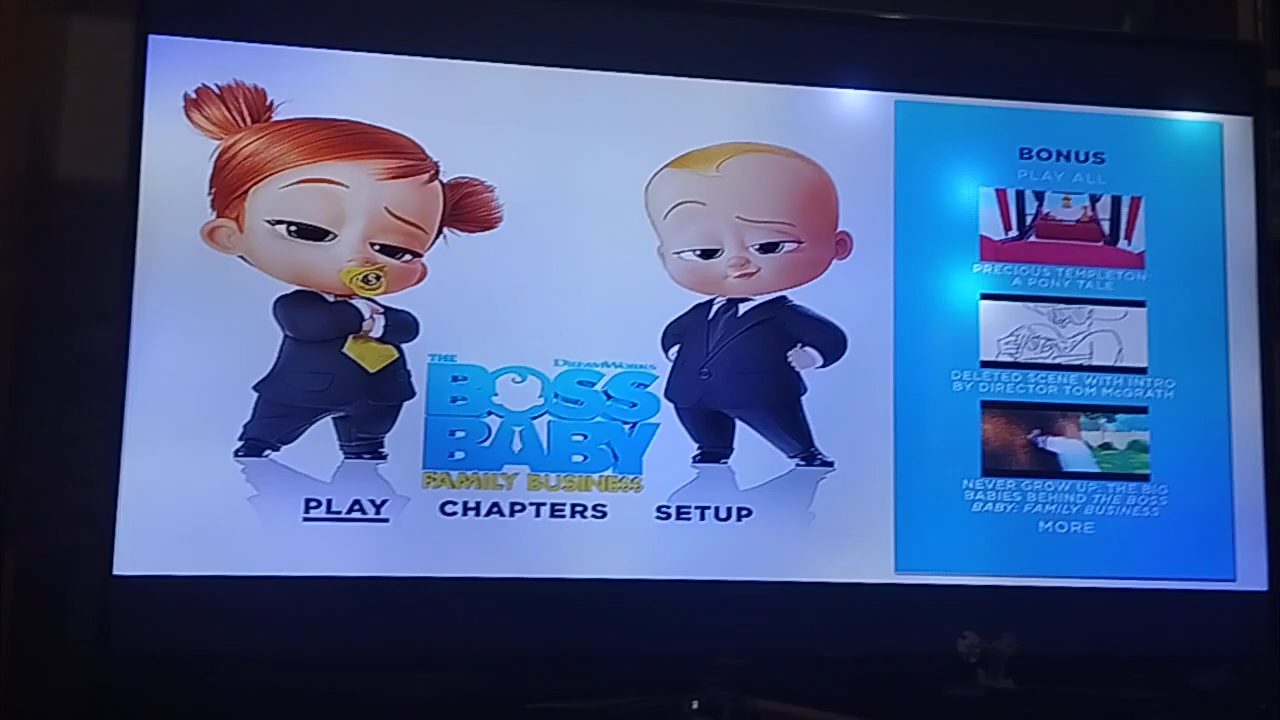 THE
DREAMWORKS
BOSS
BABY
FAMILY BUSINESS
PLAY
CHAPTERS
SETUP
BONUS
PLAY ALL
PRECIOUS TEMPLETON:
A PONY TALE
DELETED SCENE WITH INTRO
BY DIRECTOR TOM McGRATH
NEVER GROW UP: THE BIG
BABIES BEHIND THE BOSS
BABY: FAMILY BUSINESS
MORE